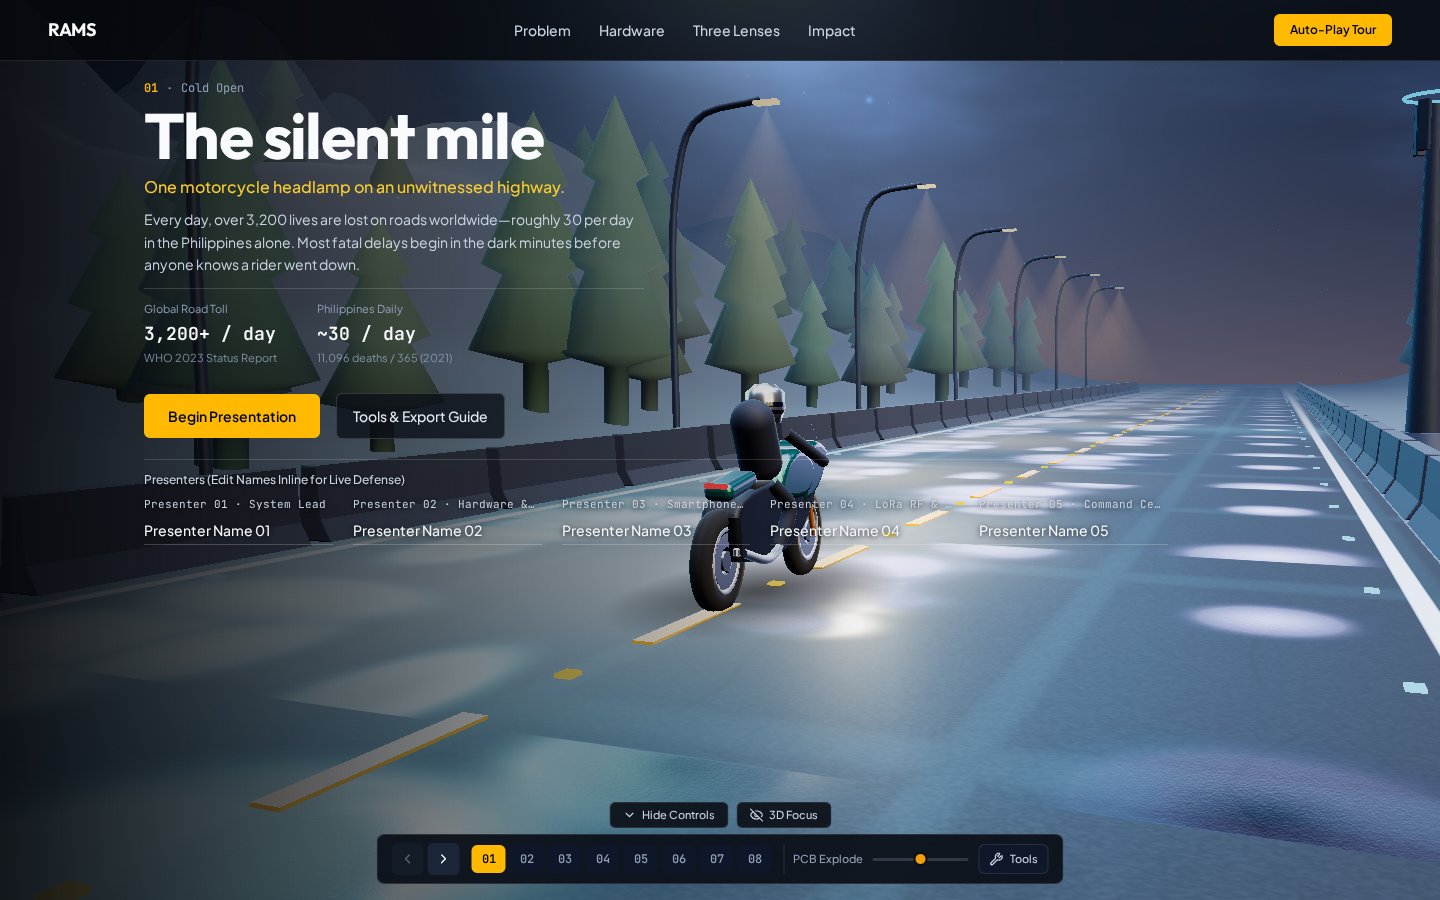 RAMS
Problem
Hardware
Three Lenses
Impact
Auto-Play Tour
01 · Cold Open
The silent mile
One motorcycle headlamp on an unwitnessed highway.
Every day, over 3,200 lives are lost on roads worldwide—roughly 30 per day
in the Philippines alone. Most fatal delays begin in the dark minutes before
anyone knows a rider went down.
Global Road Toll
Philippines Daily
3,200+ / day
~30 / day
WHO 2023 Status Report
11,096 deaths / 365 (2021)
Begin Presentation
Tools & Export Guide
Presenters (Edit Names Inline for Live Defense)
Presenter 01 · System Lead
Presenter 02 · Hardware &…
Presenter 03 · Smartphone…
Presenter 04 · LoRa RF & …
Presenter 05 · Command Ce…
Presenter Name 01
Presenter Name 02
Presenter Name 03
Presenter Name 04
Presenter Name 05
Hide Controls
3D Focus
01
02
03
04
05
06
07
08
PCB Explode
Tools